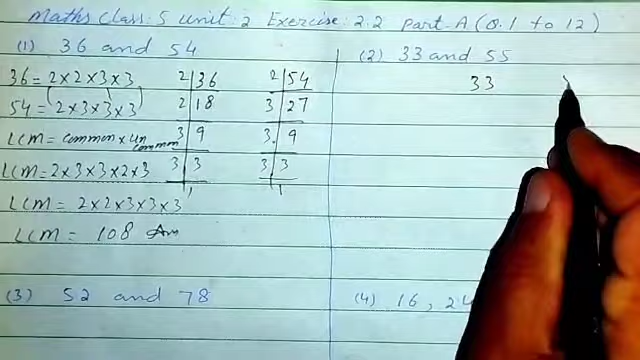 Maths Class: 5 Unit: 2 Exercise: 2.2 part A (Q.1 to 12)
(1) 36 and 54
36 = 2×2×3×3
54 = 2×3×3×3
LCM = common × un common
LCM = 2×3×3×2×3
LCM = 2×2×3×3×3
LCM = 108 Am
2 36
2 18
3 9
3 3
1
2 54
3 27
3 9
3 3
1
(2) 33 and 55
33
(3) 52 and 78
(4) 16, 24